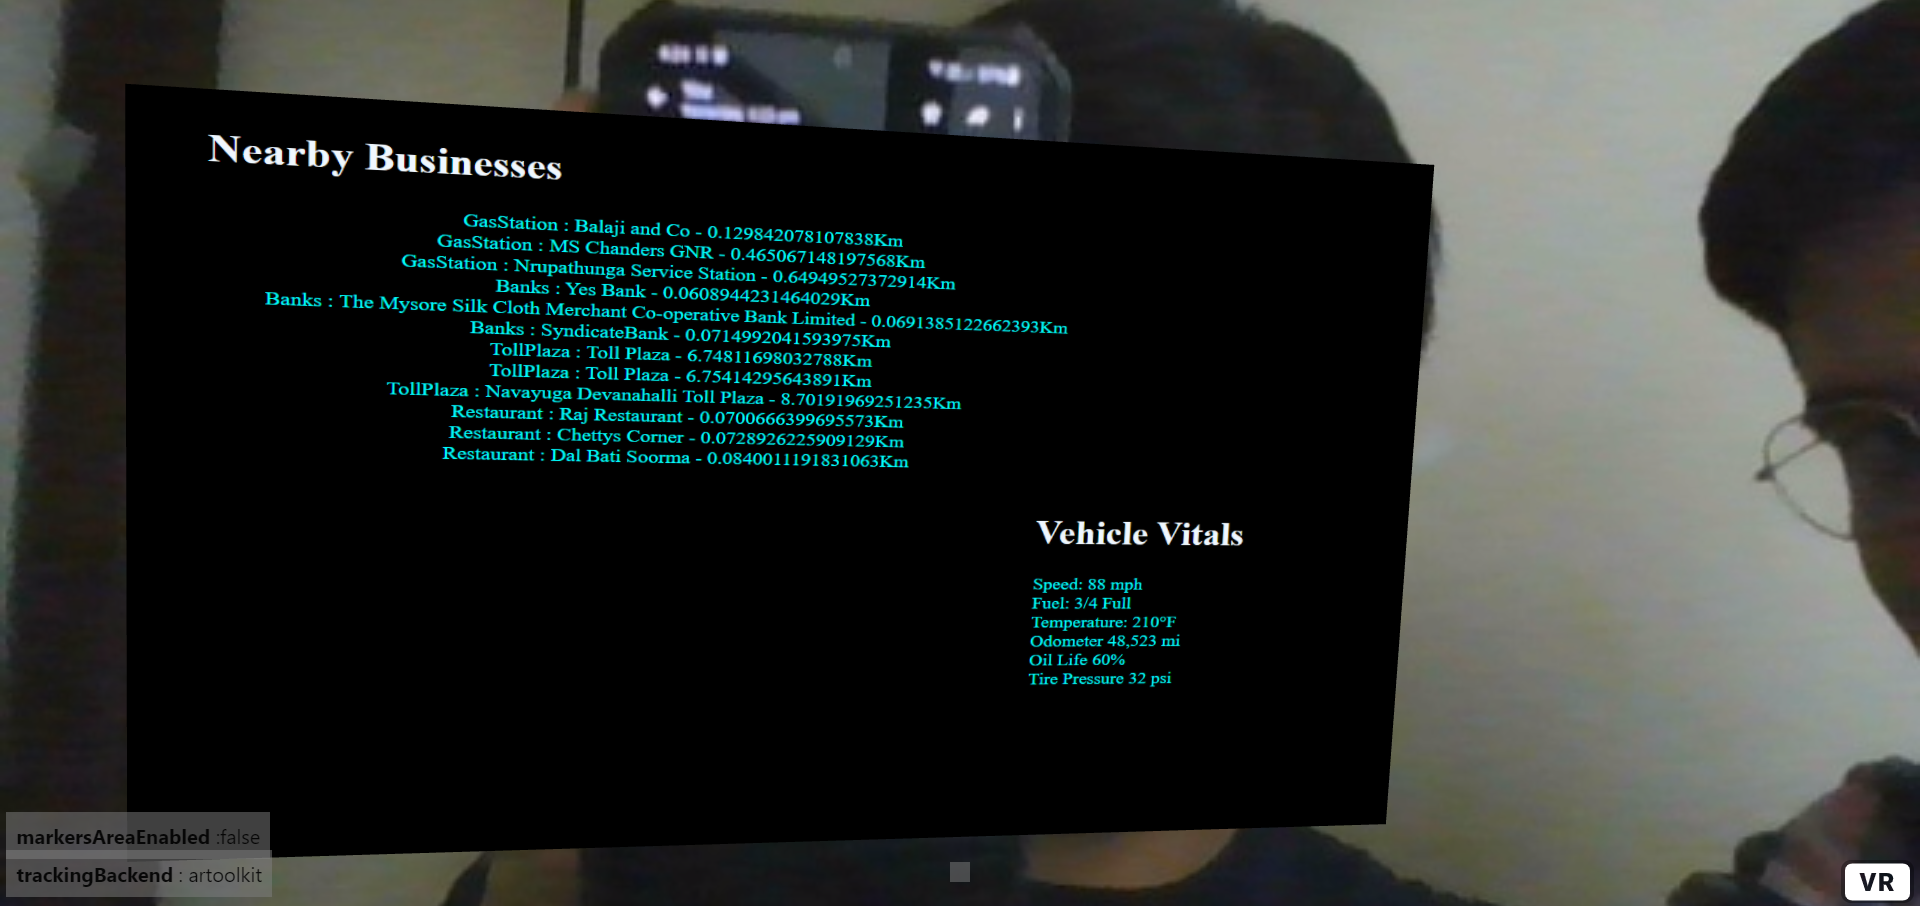 Nearby Businesses
GasStation : Balaji and Co - 0.129842078107838Km
GasStation : MS Chanders GNR - 0.465067148197568Km
GasStation : Nrupathunga Service Station - 0.64949527372914Km
Banks : Yes Bank - 0.0608944231464029Km
Banks : The Mysore Silk Cloth Merchant Co-operative Bank Limited - 0.0691385122662393Km
Banks : SyndicateBank - 0.0714992041593975Km
TollPlaza : Toll Plaza - 6.74811698032788Km
TollPlaza : Toll Plaza - 6.75414295643891Km
TollPlaza : Navayuga Devanahalli Toll Plaza - 8.70191969251235Km
Restaurant : Raj Restaurant - 0.0700666399695573Km
Restaurant : Chettys Corner - 0.0728926225909129Km
Restaurant : Dal Bati Soorma - 0.0840011191831063Km
Vehicle Vitals
Speed: 88 mph
Fuel: 3/4 Full
Temperature: 210°F
Odometer 48,523 mi
Oil Life 60%
Tire Pressure 32 psi
markersAreaEnabled :false
trackingBackend : artoolkit
VR